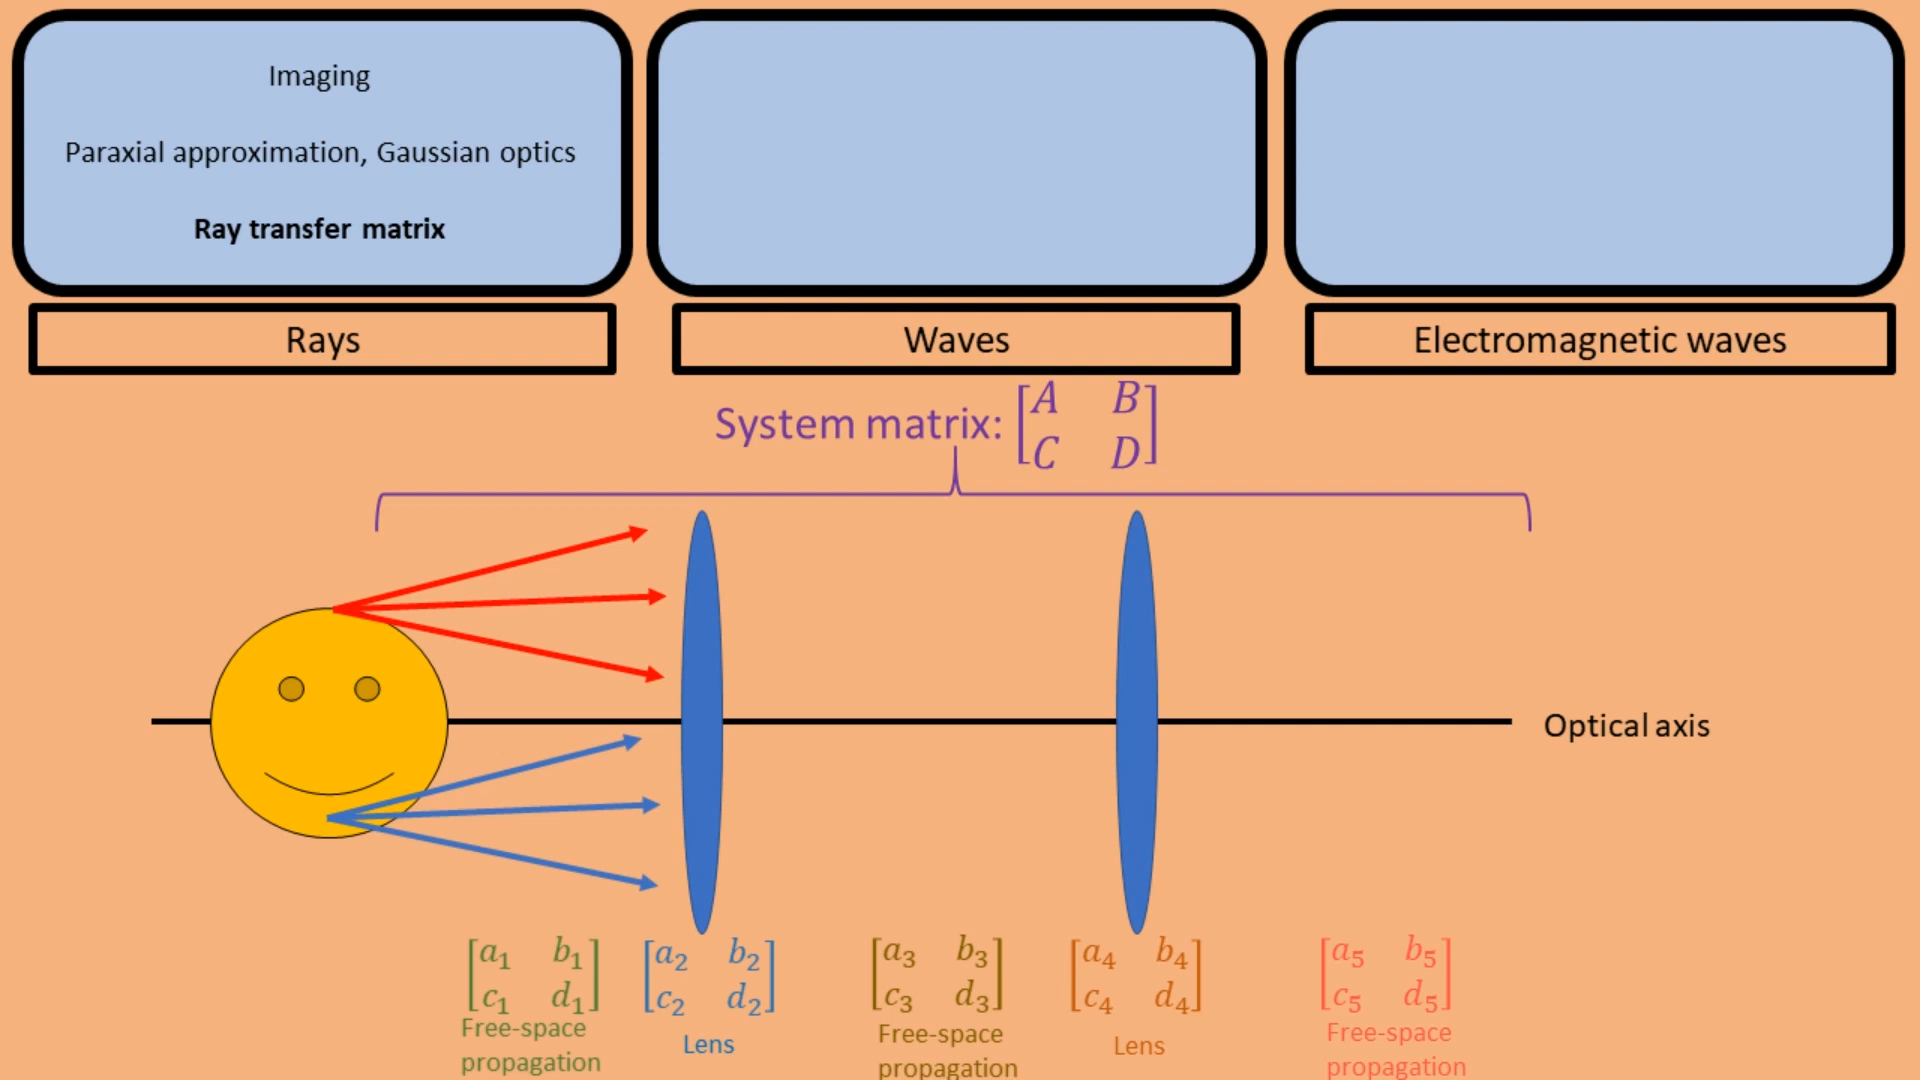 Imaging
Paraxial approximation, Gaussian optics
Ray transfer matrix
Rays
Waves
Electromagnetic waves
System matrix: [A B
C D]
Optical axis
[a₁ b₁
c₁ d₁]
Free-space
propagation
[a₂ b₂
c₂ d₂]
Lens
[a₃ b₃
c₃ d₃]
Free-space
propagation
[a₄ b₄
c₄ d₄]
Lens
[a₅ b₅
c₅ d₅]
Free-space
propagation